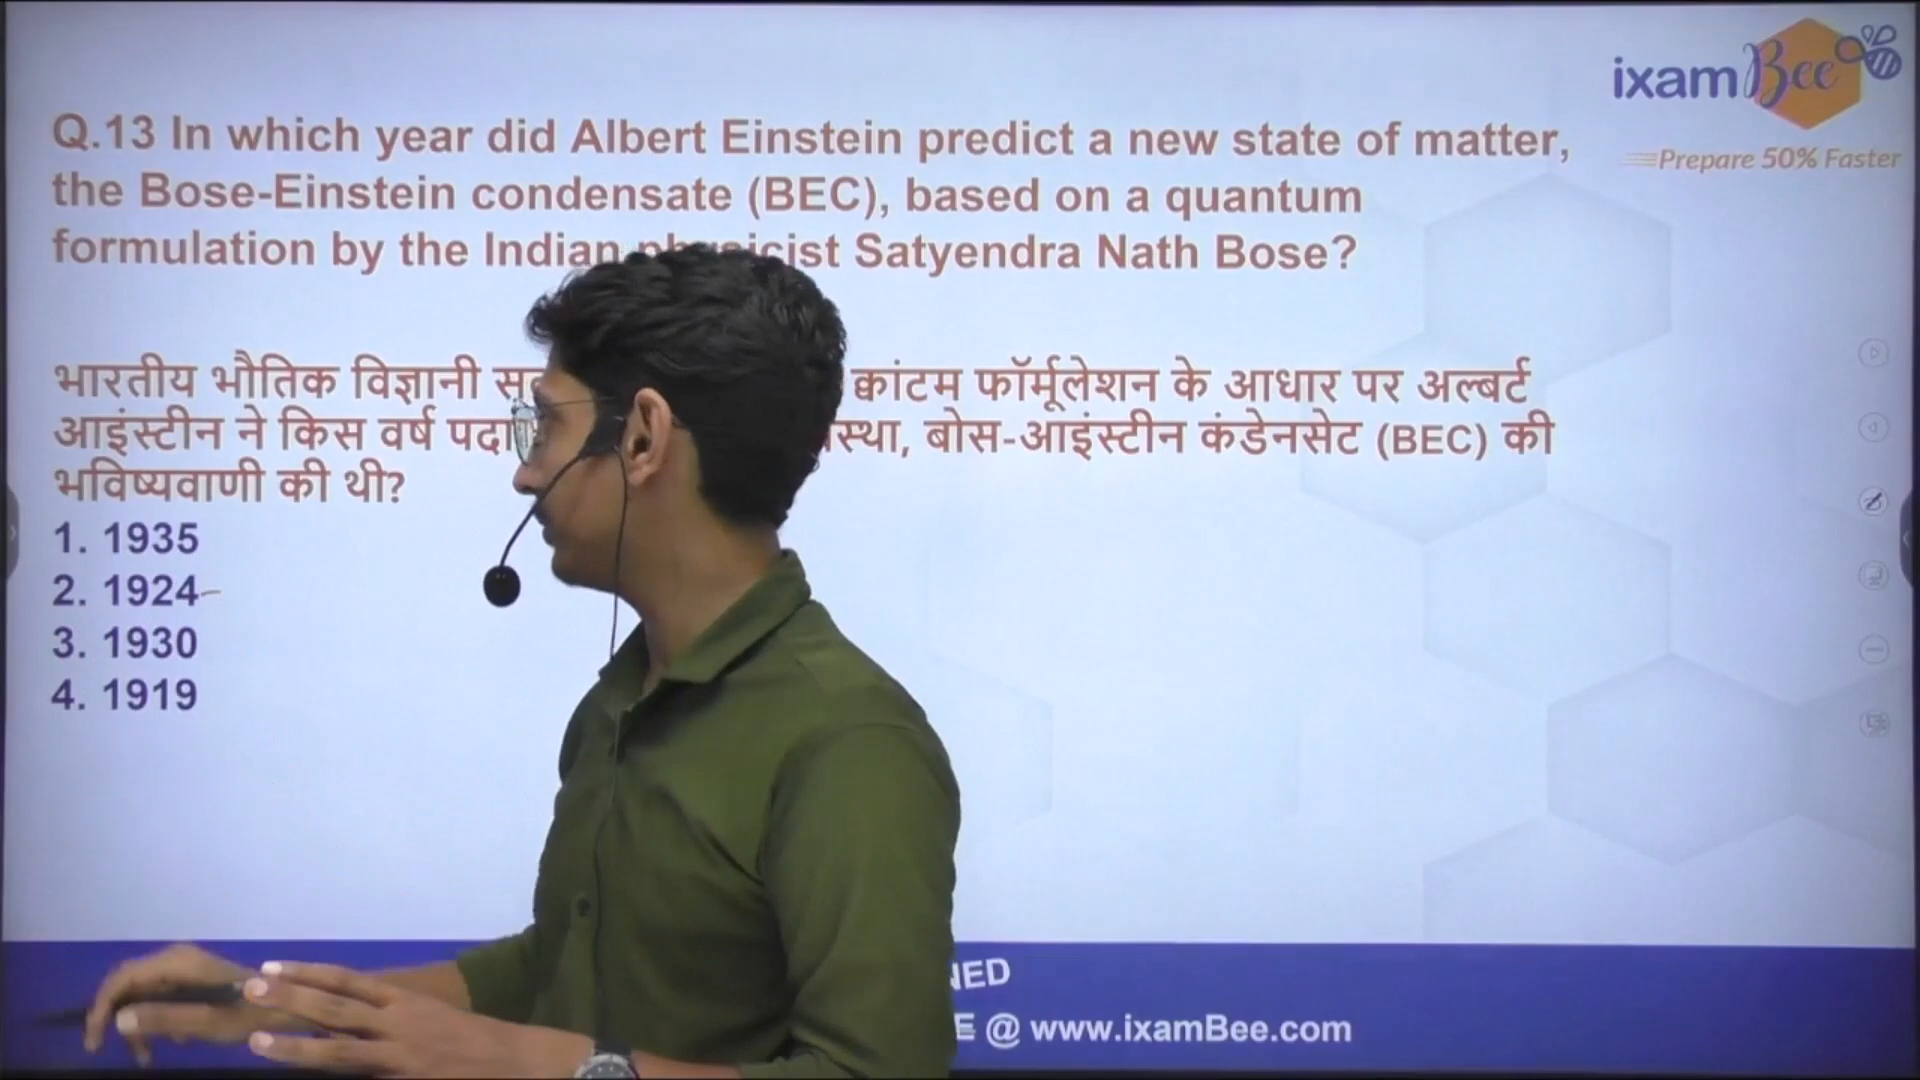 ixamBee
Prepare 50% Faster
Q.13 In which year did Albert Einstein predict a new state of matter,
the Bose-Einstein condensate (BEC), based on a quantum
formulation by the Indian physicist Satyendra Nath Bose?
भारतीय भौतिक विज्ञानी क्वांटम फॉर्मूलेशन के आधार पर अल्बर्ट
आइंस्टीन ने किस वर्ष बोस-आइंस्टीन कंडेनसेट (BEC) की
भविष्यवाणी की थी?
1. 1935
2. 1924
3. 1930
4. 1919
@ www.ixamBee.com